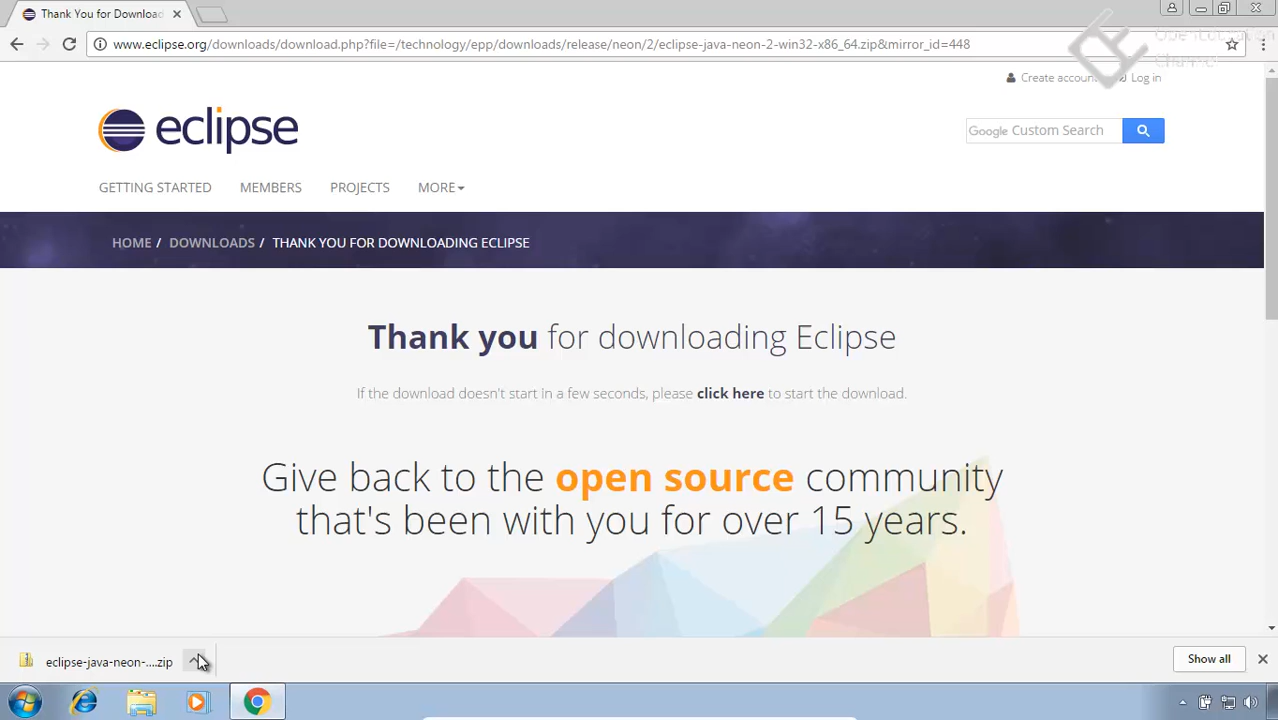 Thank You for Download
www.eclipse.org/downloads/download.php?file=/technology/epp/downloads/release/neon/2/eclipse-java-neon-2-win32-x86_64.zip&mirror_id=448
Create account
Log in
eclipse
Google Custom Search
GETTING STARTED MEMBERS PROJECTS MORE
HOME / DOWNLOADS / THANK YOU FOR DOWNLOADING ECLIPSE
Thank you for downloading Eclipse
If the download doesn't start in a few seconds, please click here to start the download.
Give back to the open source community
that's been with you for over 15 years.
eclipse-java-neon-....zip
Show all